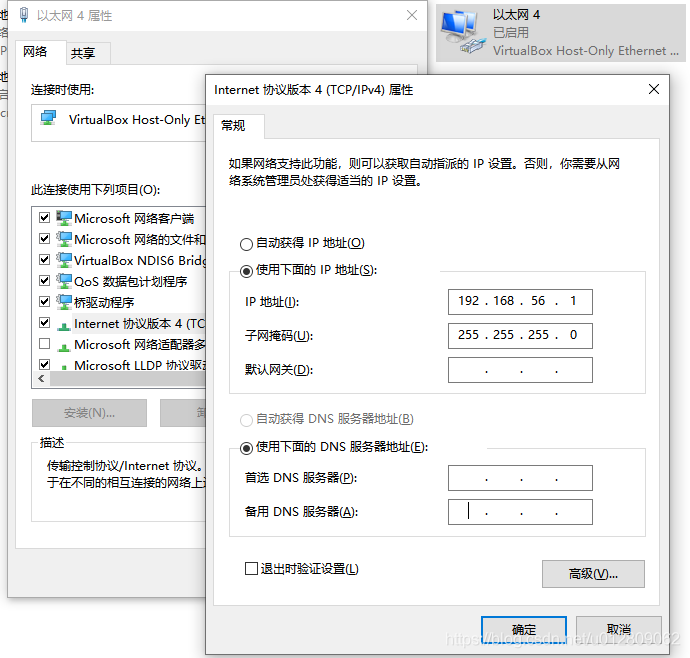 以太网 4 属性
网络
共享
连接时使用:
VirtualBox Host-Only Et
此连接使用下列项目(O):
Microsoft 网络客户端
Microsoft 网络的文件和
VirtualBox NDIS6 Bridg
QoS 数据包计划程序
桥驱动程序
Internet 协议版本 4 (TC
Microsoft 网络适配器多
Microsoft LLDP 协议驱动
安装(N)...
卸
描述
传输控制协议/Internet 协议。
于在不同的相互连接的网络上通
以太网 4
已启用
VirtualBox Host-Only Ethernet ...
Internet 协议版本 4 (TCP/IPv4) 属性
常规
如果网络支持此功能，则可以获取自动指派的 IP 设置。否则，你需要从网
络系统管理员处获得适当的 IP 设置。
自动获得 IP 地址(O)
使用下面的 IP 地址(S):
IP 地址(I):
192 . 168 . 56 . 1
子网掩码(U):
255 . 255 . 255 . 0
默认网关(D):
. . .
自动获得 DNS 服务器地址(B)
使用下面的 DNS 服务器地址(E):
首选 DNS 服务器(P):
. . .
备用 DNS 服务器(A):
. . .
退出时验证设置(L)
高级(V)...
确定
取消
https://blog.csdn.net/u012809062